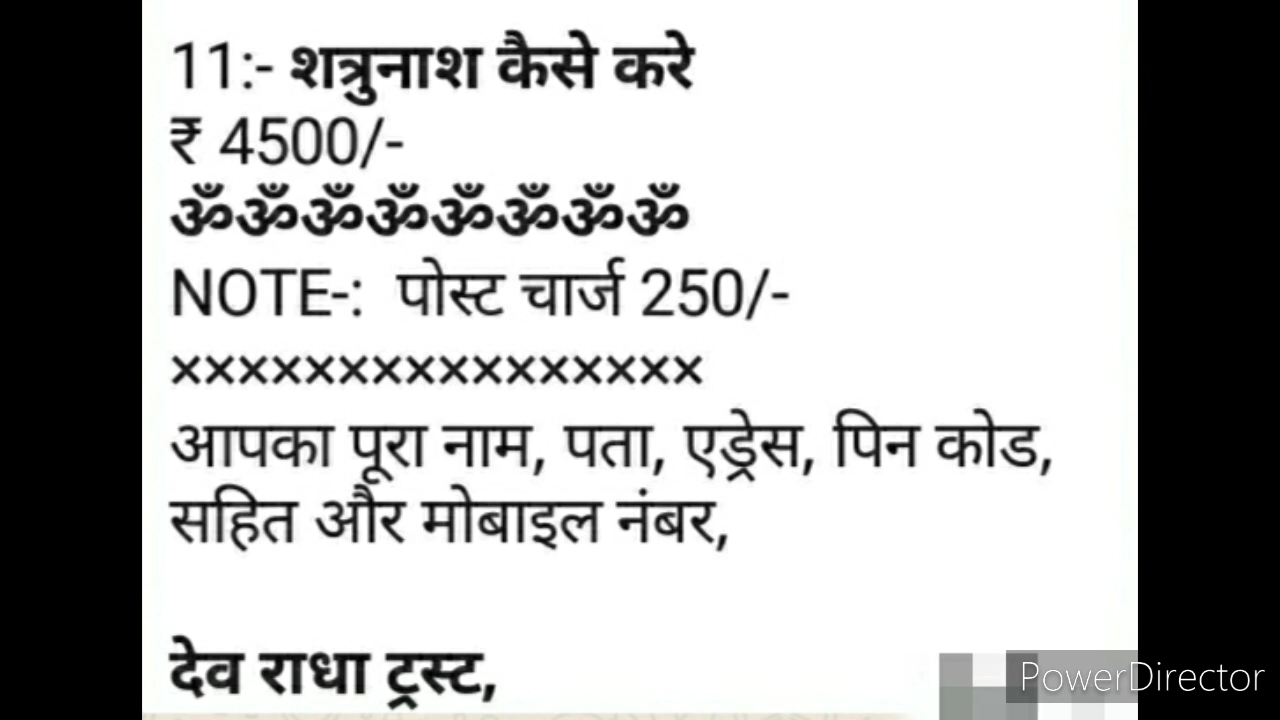 11:- शत्रुनाश कैसे करे
₹ 4500/-
ॐॐॐॐॐॐॐॐ
NOTE-:  पोस्ट चार्ज 250/-
××××××××××××××××
आपका पूरा नाम, पता, एड्रेस, पिन कोड,
सहित और मोबाइल नंबर,
देव राधा ट्रस्ट,
PowerDirector